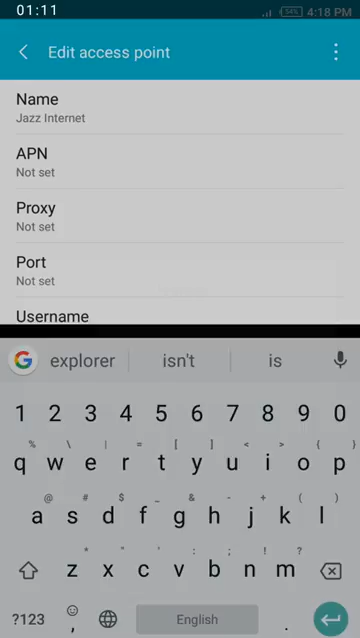 01:11
54% 4:18 PM
Edit access point
Name
Jazz Internet
APN
Not set
Proxy
Not set
Port
Not set
Username
G explorer isn't is
1 2 3 4 5 6 7 8 9 0
% \ | = [ ] < > { }
q w e r t y u i o p
@ # $ _ & - + ( )
a s d f g h j k l
* " ' : ; ! ?
z x c v b n m
?123 , English .